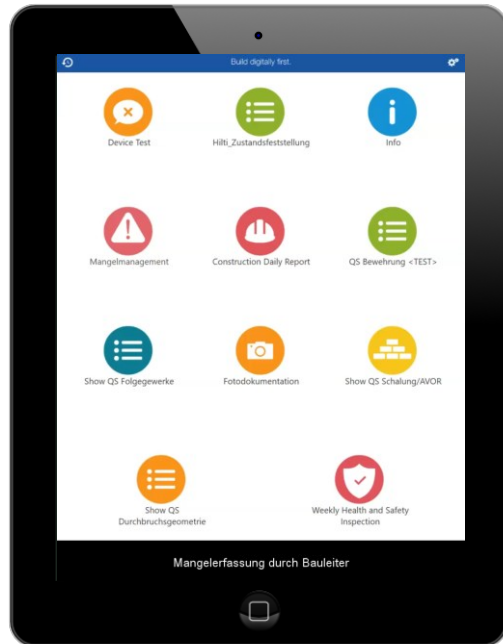 Build digitally first.
Device Test
Hilti_Zustandsfeststellung
Info
Mangelmanagement
Construction Daily Report
QS Bewehrung <TEST>
Show QS Folgegewerke
Fotodokumentation
Show QS Schalung/AVOR
Show QS
Durchbruchsgeometrie
Weekly Health and Safety
Inspection
Mangelerfassung durch Bauleiter